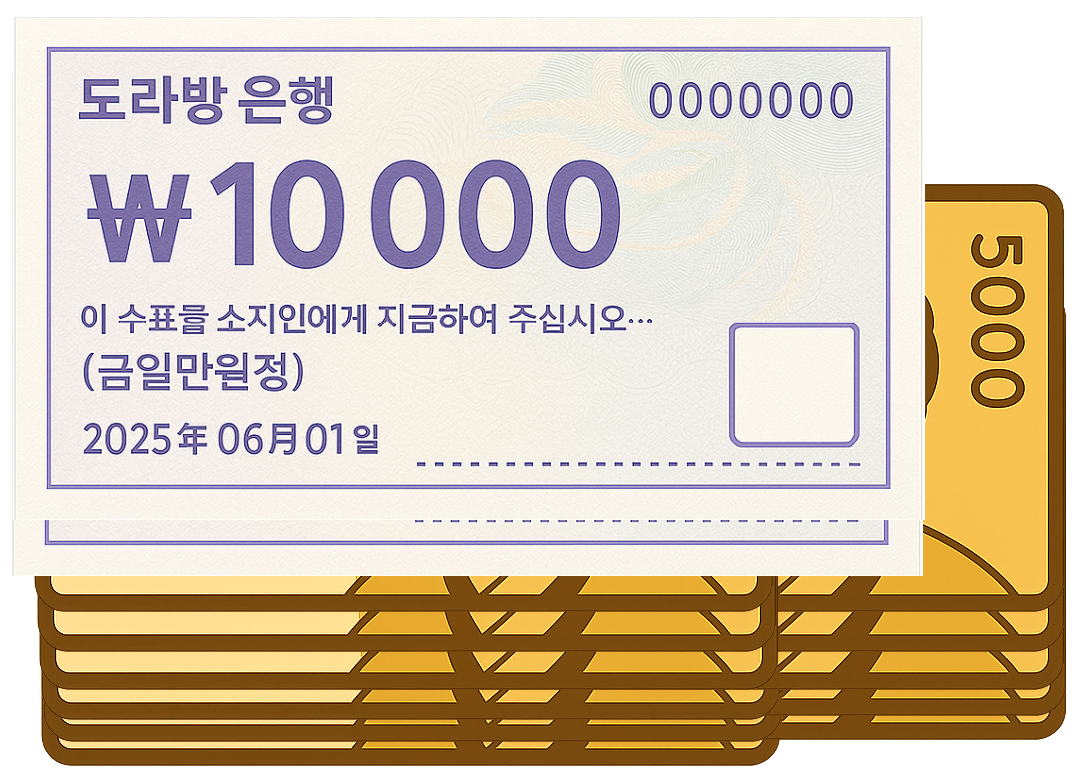 도라방 은행
0000000
₩10 000
이 수표를 소지인에게 지금하여 주십시오…
(금일만원정)
2025年 06月 01일
5000